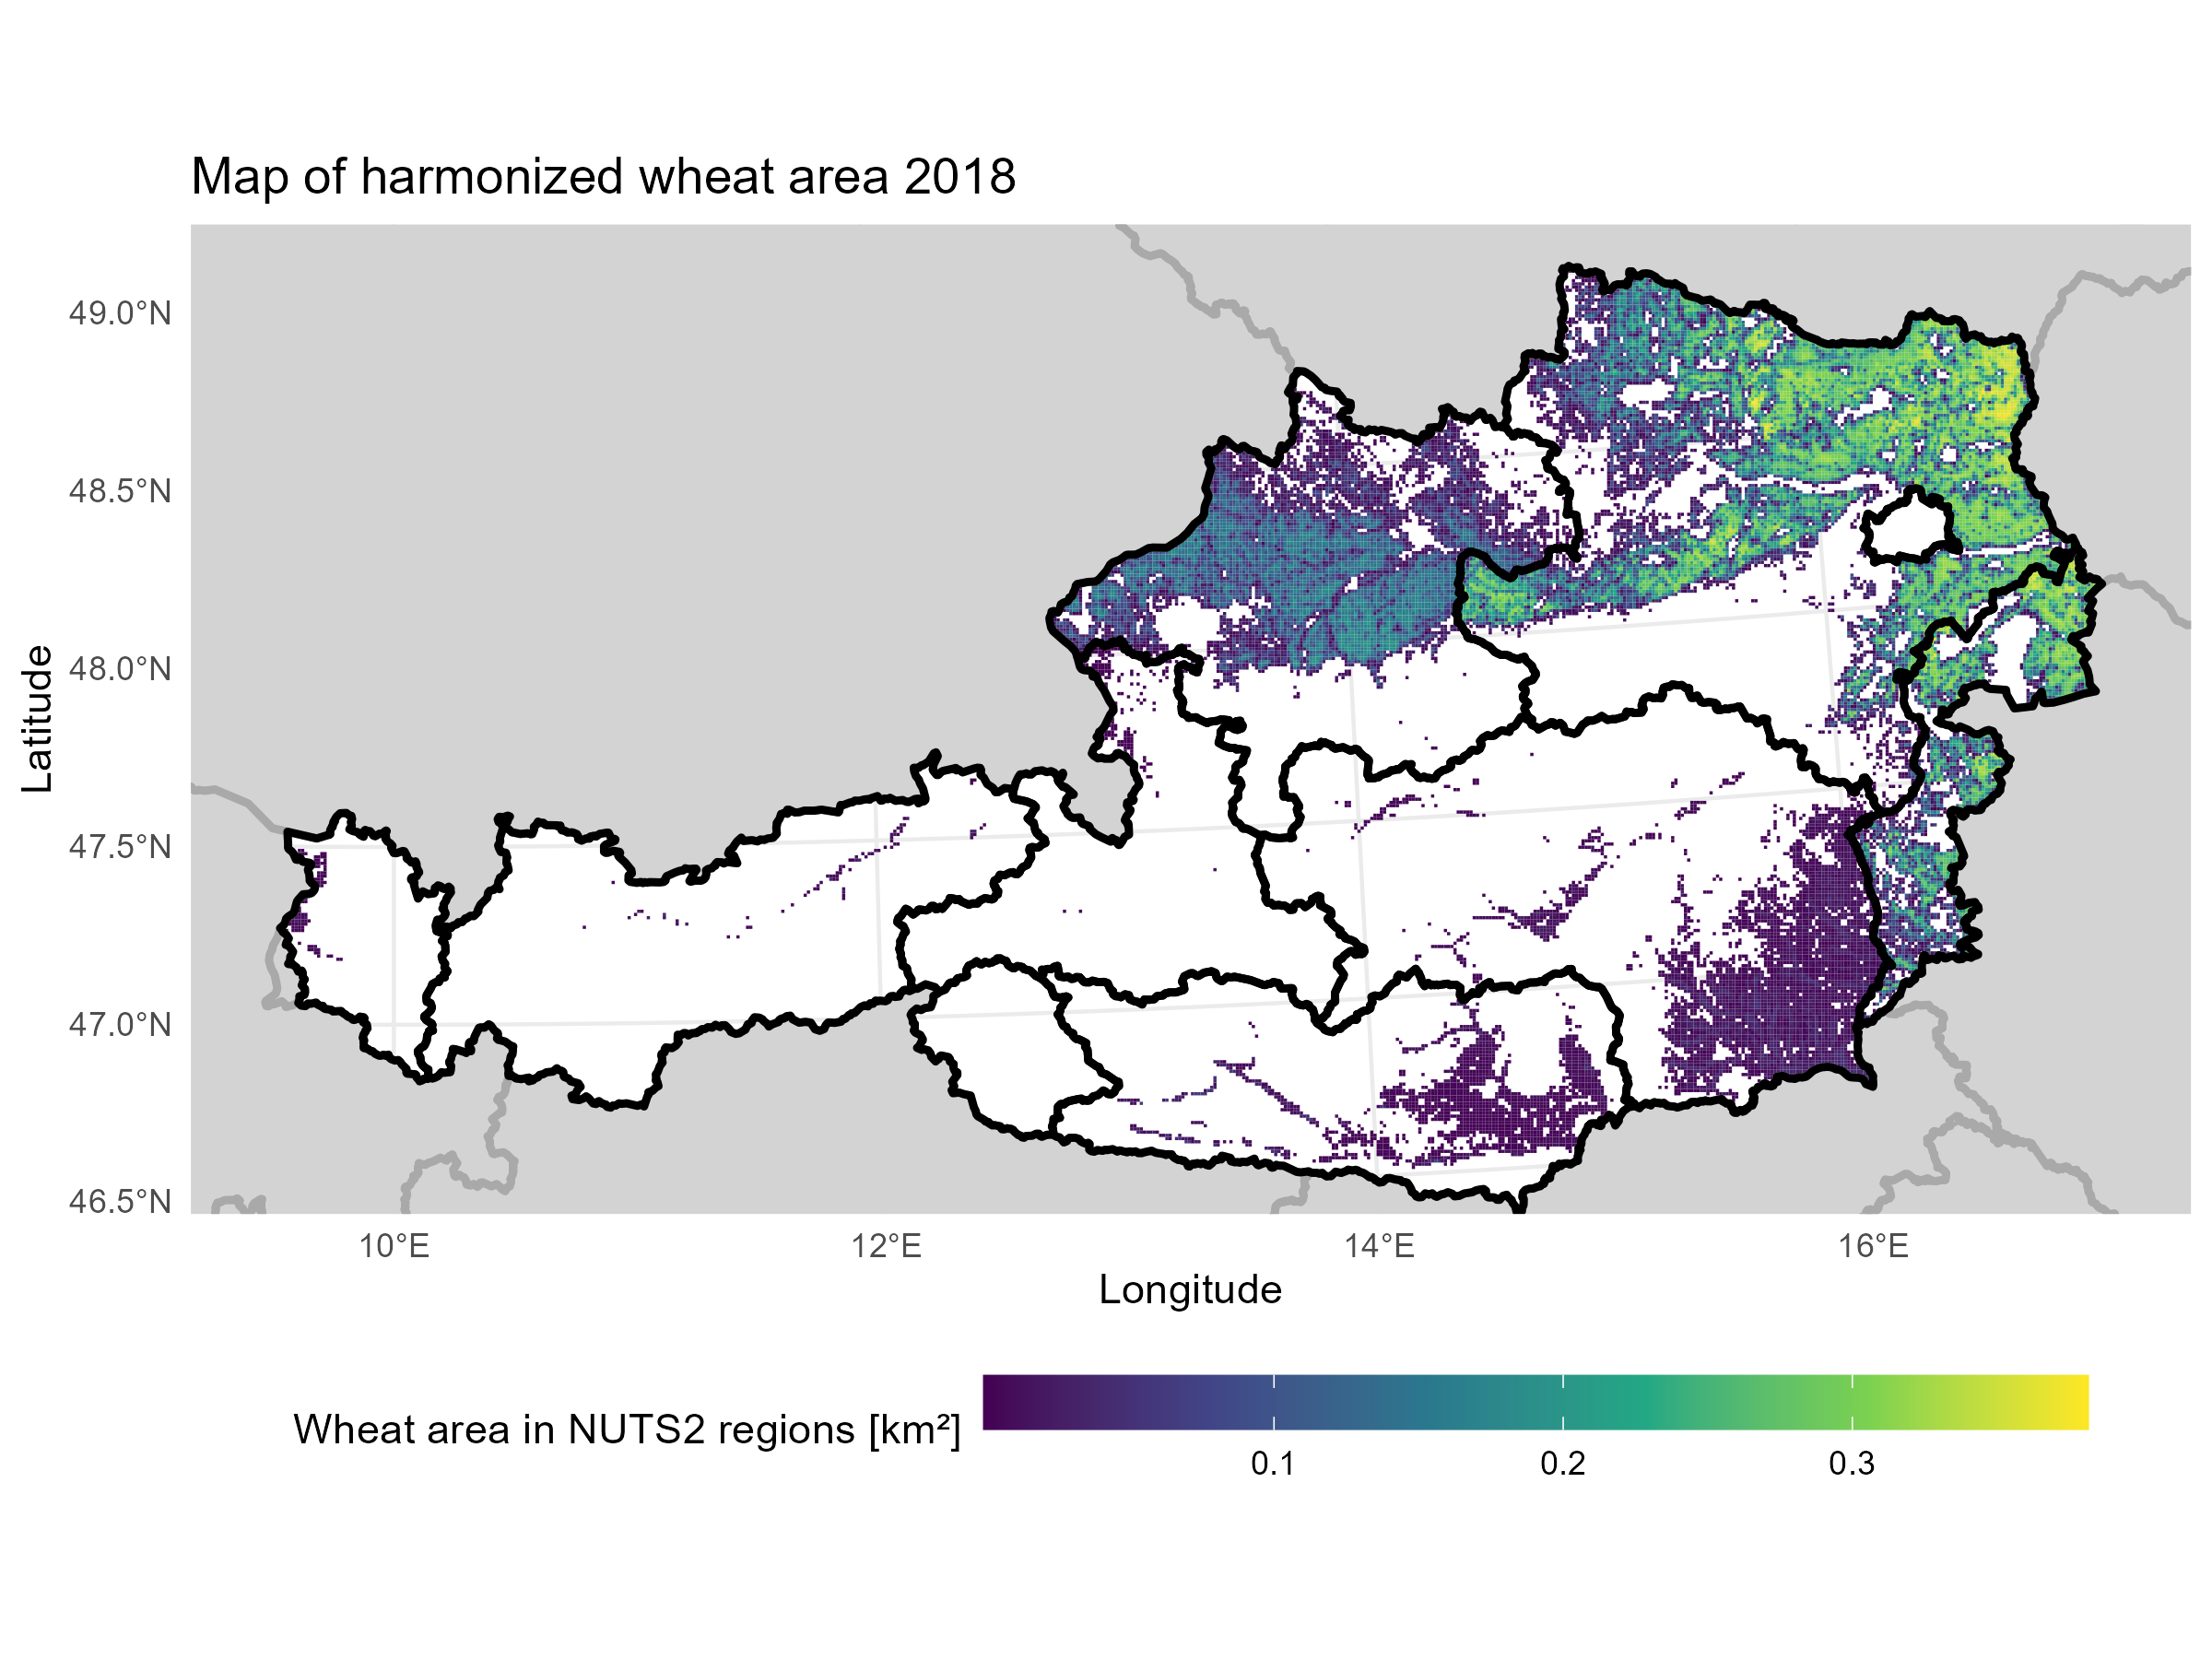 Map of harmonized wheat area 2018
49.0°N
48.5°N
48.0°N
47.5°N
47.0°N
46.5°N
Latitude
10°E 12°E 14°E 16°E
Longitude
Wheat area in NUTS2 regions [km²]
0.1 0.2 0.3